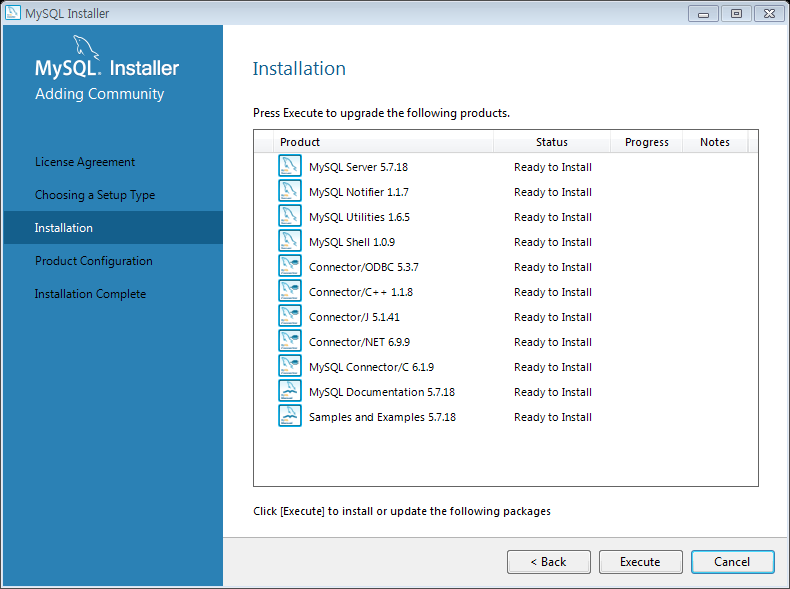 MySQL Installer
MySQL. Installer
Adding Community
License Agreement
Choosing a Setup Type
Installation
Product Configuration
Installation Complete
Installation
Press Execute to upgrade the following products.
Product Status Progress Notes
MySQL Server 5.7.18 Ready to Install
MySQL Notifier 1.1.7 Ready to Install
MySQL Utilities 1.6.5 Ready to Install
MySQL Shell 1.0.9 Ready to Install
Connector/ODBC 5.3.7 Ready to Install
Connector/C++ 1.1.8 Ready to Install
Connector/J 5.1.41 Ready to Install
Connector/NET 6.9.9 Ready to Install
MySQL Connector/C 6.1.9 Ready to Install
MySQL Documentation 5.7.18 Ready to Install
Samples and Examples 5.7.18 Ready to Install
Click [Execute] to install or update the following packages
< Back Execute Cancel